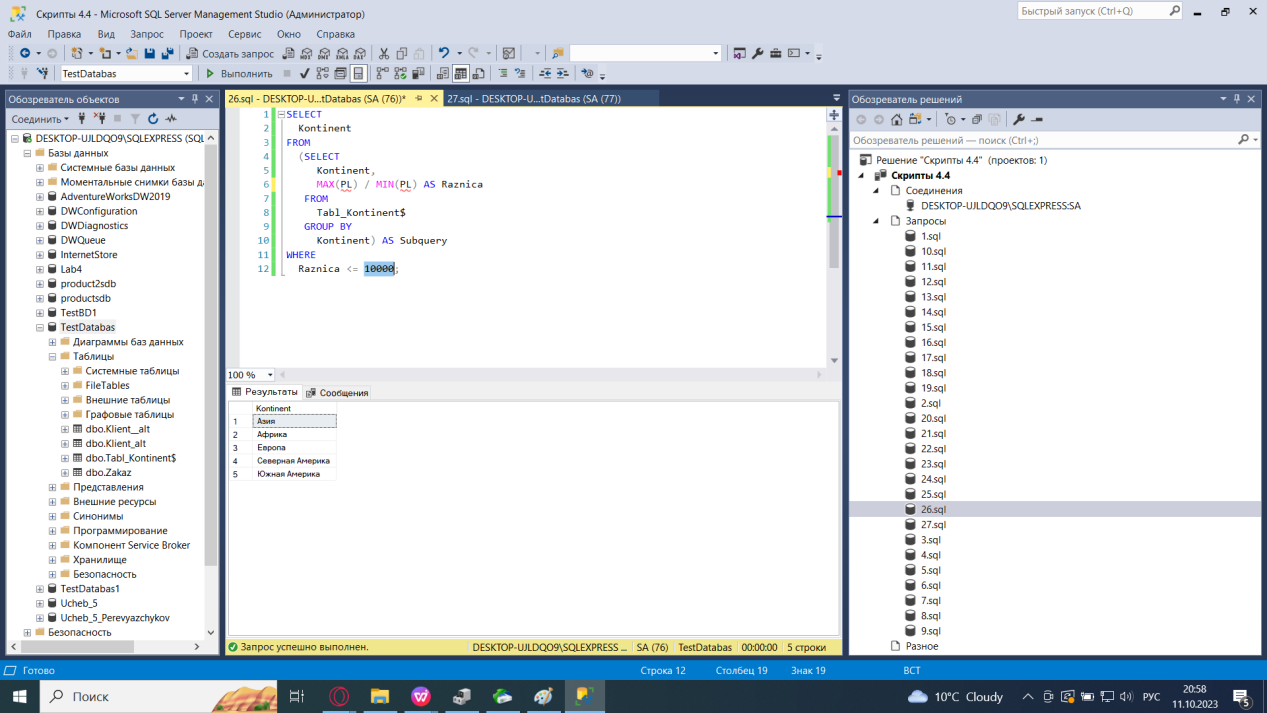 Скрипты 4.4 - Microsoft SQL Server Management Studio (Администратор)
Быстрый запуск (Ctrl+Q)
Файл Правка Вид Запрос Проект Сервис Окно Справка
Создать запрос
TestDatabas
Выполнить
Обозреватель объектов
Соединить
DESKTOP-UJLDQO9\SQLEXPRESS (SQL
Базы данных
Системные базы данных
Моментальные снимки базы да
AdventureWorksDW2019
DWConfiguration
DWDiagnostics
DWQueue
InternetStore
Lab4
product2sdb
productsdb
TestBD1
TestDatabas
Диаграммы баз данных
Таблицы
Системные таблицы
FileTables
Внешние таблицы
Графовые таблицы
dbo.Klient__alt
dbo.Klient_alt
dbo.Tabl_Kontinent$
dbo.Zakaz
Представления
Внешние ресурсы
Синонимы
Программирование
Компонент Service Broker
Хранилище
Безопасность
TestDatabas1
Ucheb_5
Ucheb_5_Perevyazchykov
Безопасность
26.sql - DESKTOP-U...tDatabas (SA (76))*
27.sql - DESKTOP-U...tDatabas (SA (77))
1 SELECT
2 Kontinent
3 FROM
4 (SELECT
5 Kontinent,
6 MAX(PL) / MIN(PL) AS Raznica
7 FROM
8 Tabl_Kontinent$
9 GROUP BY
10 Kontinent) AS Subquery
11 WHERE
12 Raznica <= 10000;
100 %
Результаты Сообщения
Kontinent
1 Азия
2 Африка
3 Европа
4 Северная Америка
5 Южная Америка
Запрос успешно выполнен. DESKTOP-UJLDQO9\SQLEXPRESS ... SA (76) TestDatabas 00:00:00 5 строки
Обозреватель решений
Обозреватель решений — поиск (Ctrl+;)
Решение "Скрипты 4.4" (проектов: 1)
Скрипты 4.4
Соединения
DESKTOP-UJLDQO9\SQLEXPRESS:SA
Запросы
1.sql
10.sql
11.sql
12.sql
13.sql
14.sql
15.sql
16.sql
17.sql
18.sql
19.sql
2.sql
20.sql
21.sql
22.sql
23.sql
24.sql
25.sql
26.sql
27.sql
3.sql
4.sql
5.sql
6.sql
7.sql
8.sql
9.sql
Разное
Готово Строка 12 Столбец 19 Знак 19 ВСТ
Поиск
10°C Cloudy
РУС
20:58
11.10.2023
5